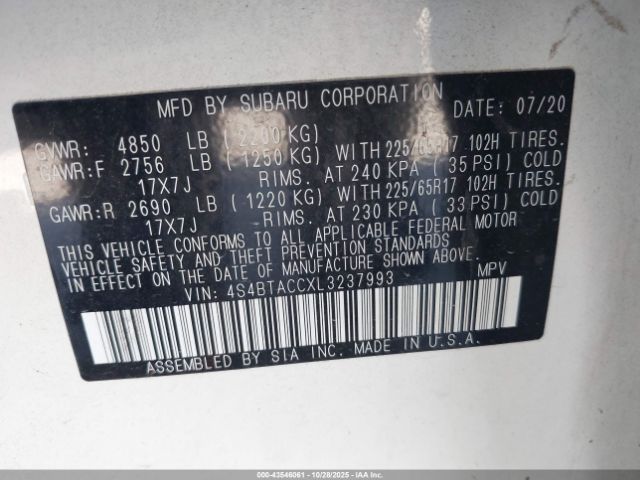 MFD BY SUBARU CORPORATION DATE: 07/20
GVWR: 4850 LB (2200 KG)
GAWR:F 2756 LB (1250 KG) WITH 225/65R17 102H TIRES.
17X7J RIMS. AT 240 KPA (35 PSI) COLD
GAWR:R 2690 LB (1220 KG) WITH 225/65R17 102H TIRES.
17X7J RIMS. AT 230 KPA (33 PSI) COLD
THIS VEHICLE CONFORMS TO ALL APPLICABLE FEDERAL MOTOR
VEHICLE SAFETY AND THEFT PREVENTION STANDARDS
IN EFFECT ON THE DATE OF MANUFACTURE SHOWN ABOVE.
VIN: 4S4BTACCXL3237993 MPV
ASSEMBLED BY SIA INC. MADE IN U.S.A.
000-43546061 - 10/28/2025 - IAAI.COM